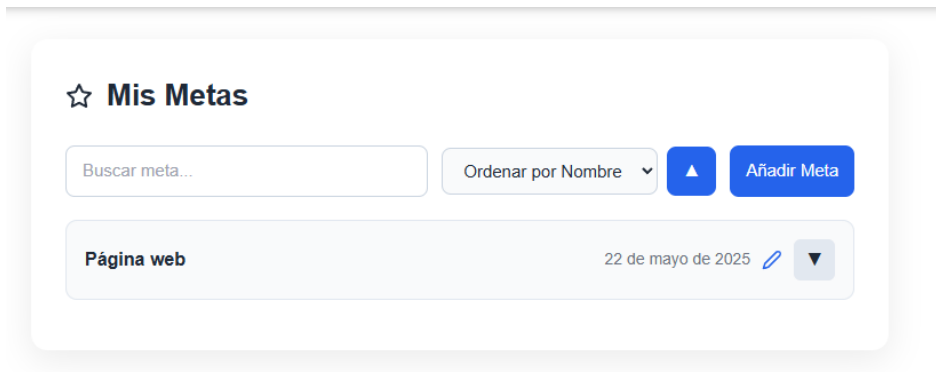 Mis Metas
Buscar meta... Ordenar por Nombre ▲ Añadir Meta
Página web 22 de mayo de 2025 ▼